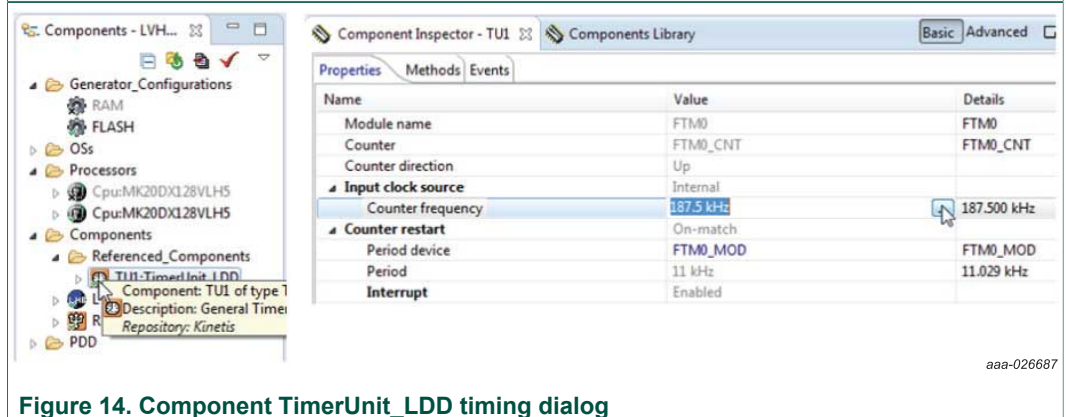 Components - LVH...
Generator_Configurations
RAM
FLASH
OSs
Processors
Cpu:MK20DX128VLH5
Cpu:MK20DX128VLH5
Components
Referenced_Components
TU1:TimerUnit_LDD
Component: TU1 of type T
Description: General Timer
Repository: Kinetis
PDD
Component Inspector - TU1 Components Library Basic Advanced
Properties Methods Events
Name Value Details
Module name FTM0 FTM0
Counter FTM0_CNT FTM0_CNT
Counter direction Up
Input clock source Internal
Counter frequency 187.5 kHz 187.500 kHz
Counter restart On-match
Period device FTM0_MOD FTM0_MOD
Period 11 kHz 11.029 kHz
Interrupt Enabled
aaa-026687
Figure 14. Component TimerUnit_LDD timing dialog